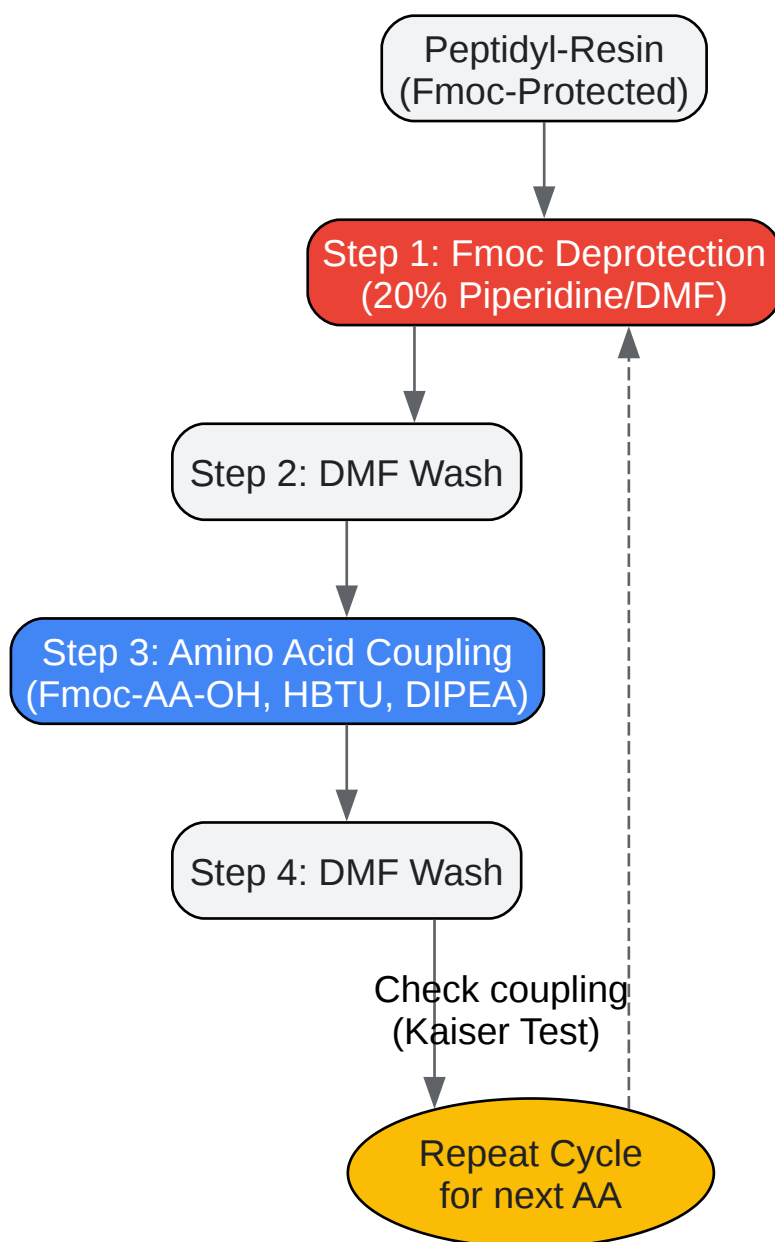 Peptidyl-Resin
(Fmoc-Protected)
Step 1: Fmoc Deprotection
(20% Piperidine/DMF)
Step 2: DMF Wash
Step 3: Amino Acid Coupling
(Fmoc-AA-OH, HBTU, DIPEA)
Step 4: DMF Wash
Check coupling
(Kaiser Test)
Repeat Cycle
for next AA